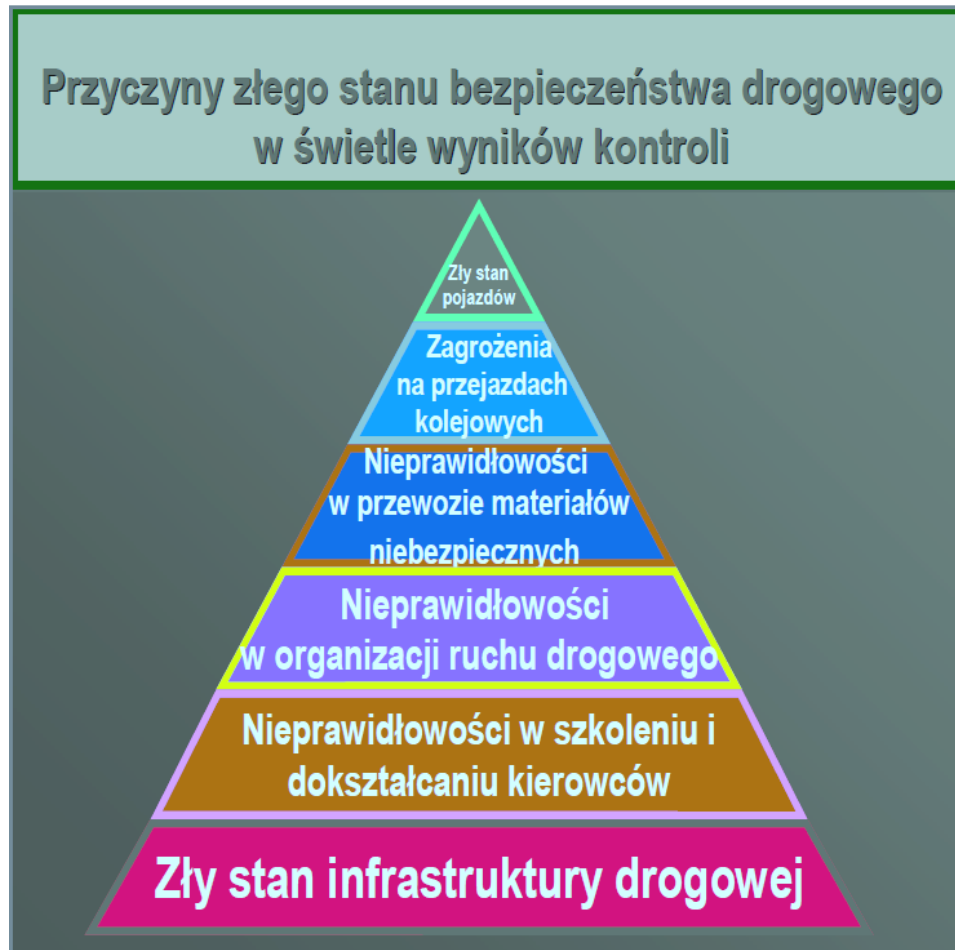 Przyczyny złego stanu bezpieczeństwa drogowego
w świetle wyników kontroli
Zły stan
pojazdów
Zagrożenia
na przejazdach
kolejowych
Nieprawidłowości
w przewozie materiałów
niebezpiecznych
Nieprawidłowości
w organizacji ruchu drogowego
Nieprawidłowości w szkoleniu i
dokształcaniu kierowców
Zły stan infrastruktury drogowej